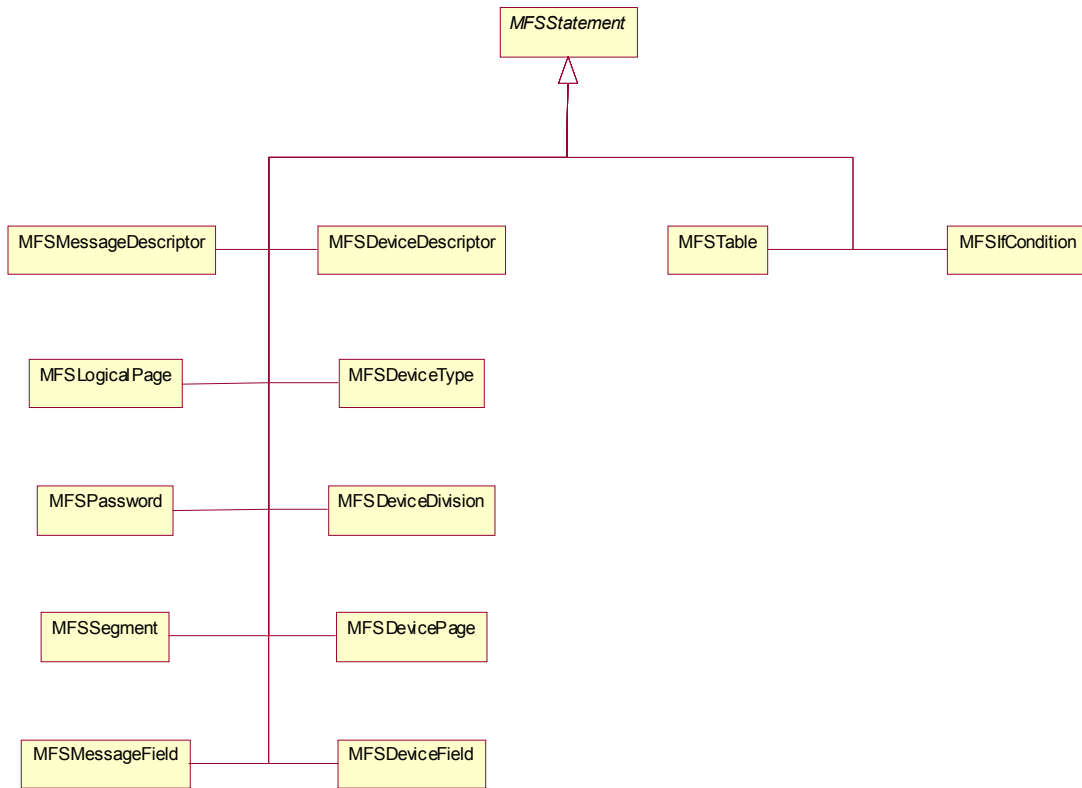 MFSStatement
MFSMessageDescriptor
MFSDeviceDescriptor
MFSTable
MFSIfCondition
MFSLogicalPage
MFSDeviceType
MFSPassword
MFSDeviceDivision
MFSSegment
MFSDevicePage
MFSMessageField
MFSDeviceField